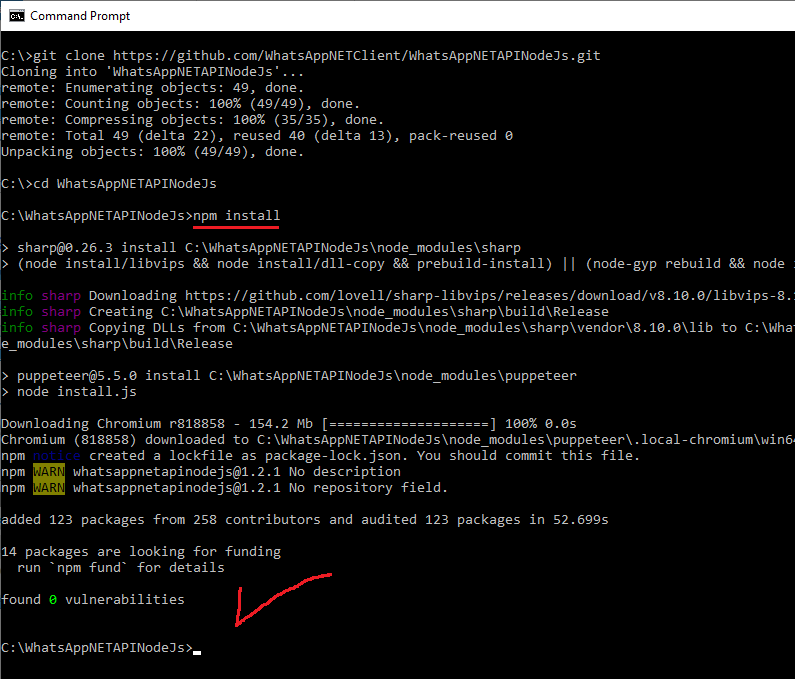 Command Prompt
C:\>git clone https://github.com/WhatsAppNETClient/WhatsAppNETAPINodeJs.git
Cloning into 'WhatsAppNETAPINodeJs'...
remote: Enumerating objects: 49, done.
remote: Counting objects: 100% (49/49), done.
remote: Compressing objects: 100% (35/35), done.
remote: Total 49 (delta 22), reused 40 (delta 13), pack-reused 0
Unpacking objects: 100% (49/49), done.
C:\>cd WhatsAppNETAPINodeJs
C:\WhatsAppNETAPINodeJs>npm install
> sharp@0.26.3 install C:\WhatsAppNETAPINodeJs\node_modules\sharp
> (node install/libvips && node install/dll-copy && prebuild-install) || (node-gyp rebuild && node
info sharp Downloading https://github.com/lovell/sharp-libvips/releases/download/v8.10.0/libvips-8.
info sharp Creating C:\WhatsAppNETAPINodeJs\node_modules\sharp\build\Release
info sharp Copying DLLs from C:\WhatsAppNETAPINodeJs\node_modules\sharp\vendor\8.10.0\lib to C:\Wha
e_modules\sharp\build\Release
> puppeteer@5.5.0 install C:\WhatsAppNETAPINodeJs\node_modules\puppeteer
> node install.js
Downloading Chromium r818858 - 154.2 Mb [====================] 100% 0.0s
Chromium (818858) downloaded to C:\WhatsAppNETAPINodeJs\node_modules\puppeteer\.local-chromium\win64
npm notice created a lockfile as package-lock.json. You should commit this file.
npm WARN whatsappnetapinodejs@1.2.1 No description
npm WARN whatsappnetapinodejs@1.2.1 No repository field.
added 123 packages from 258 contributors and audited 123 packages in 52.699s
14 packages are looking for funding
run `npm fund` for details
found 0 vulnerabilities
C:\WhatsAppNETAPINodeJs>